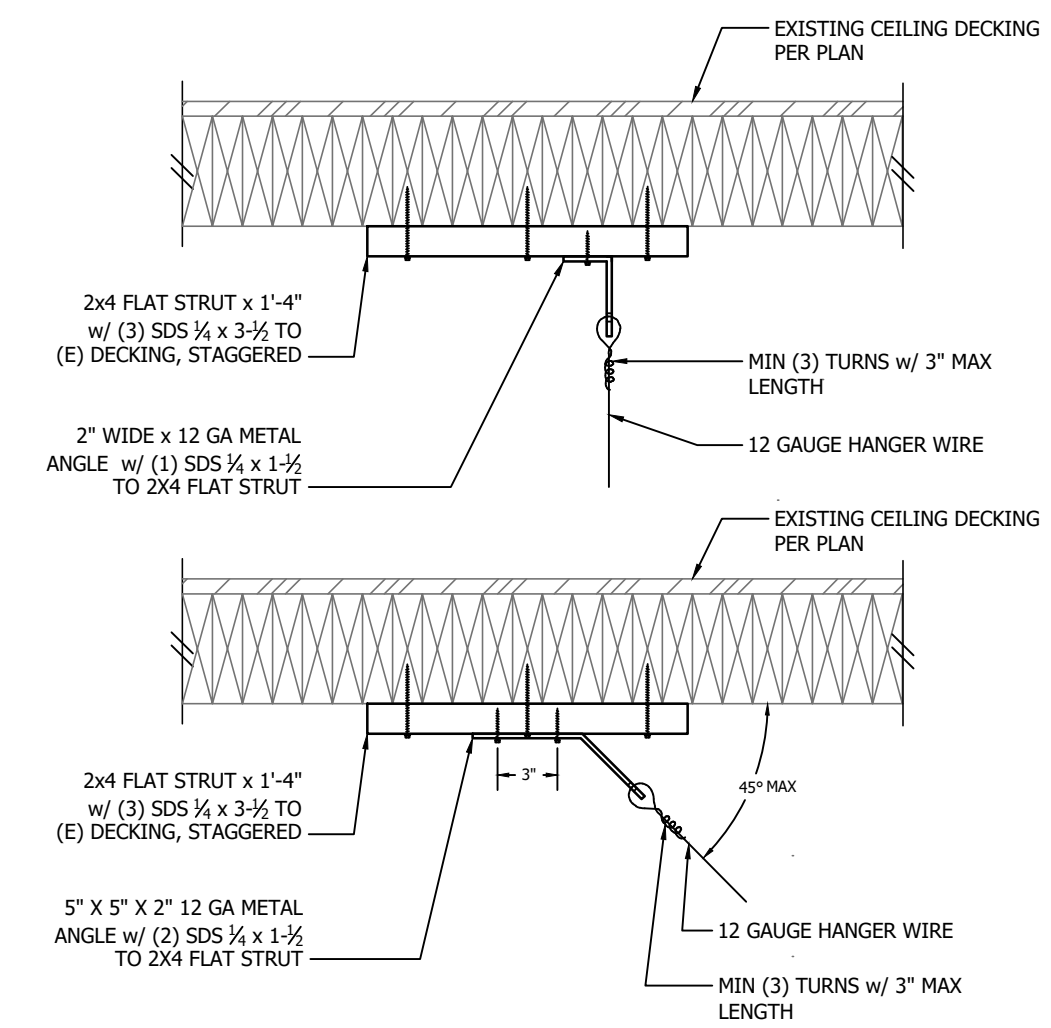 EXISTING CEILING DECKING
PER PLAN
2x4 FLAT STRUT x 1'-4"
w/ (3) SDS ¼ x 3-½ TO
(E) DECKING, STAGGERED
MIN (3) TURNS w/ 3" MAX
LENGTH
2" WIDE x 12 GA METAL
ANGLE w/ (1) SDS ¼ x 1-½
TO 2X4 FLAT STRUT
12 GAUGE HANGER WIRE
EXISTING CEILING DECKING
PER PLAN
2x4 FLAT STRUT x 1'-4"
w/ (3) SDS ¼ x 3-½ TO
(E) DECKING, STAGGERED
3"
45° MAX
5" X 5" X 2" 12 GA METAL
ANGLE w/ (2) SDS ¼ x 1-½
TO 2X4 FLAT STRUT
12 GAUGE HANGER WIRE
MIN (3) TURNS w/ 3" MAX
LENGTH